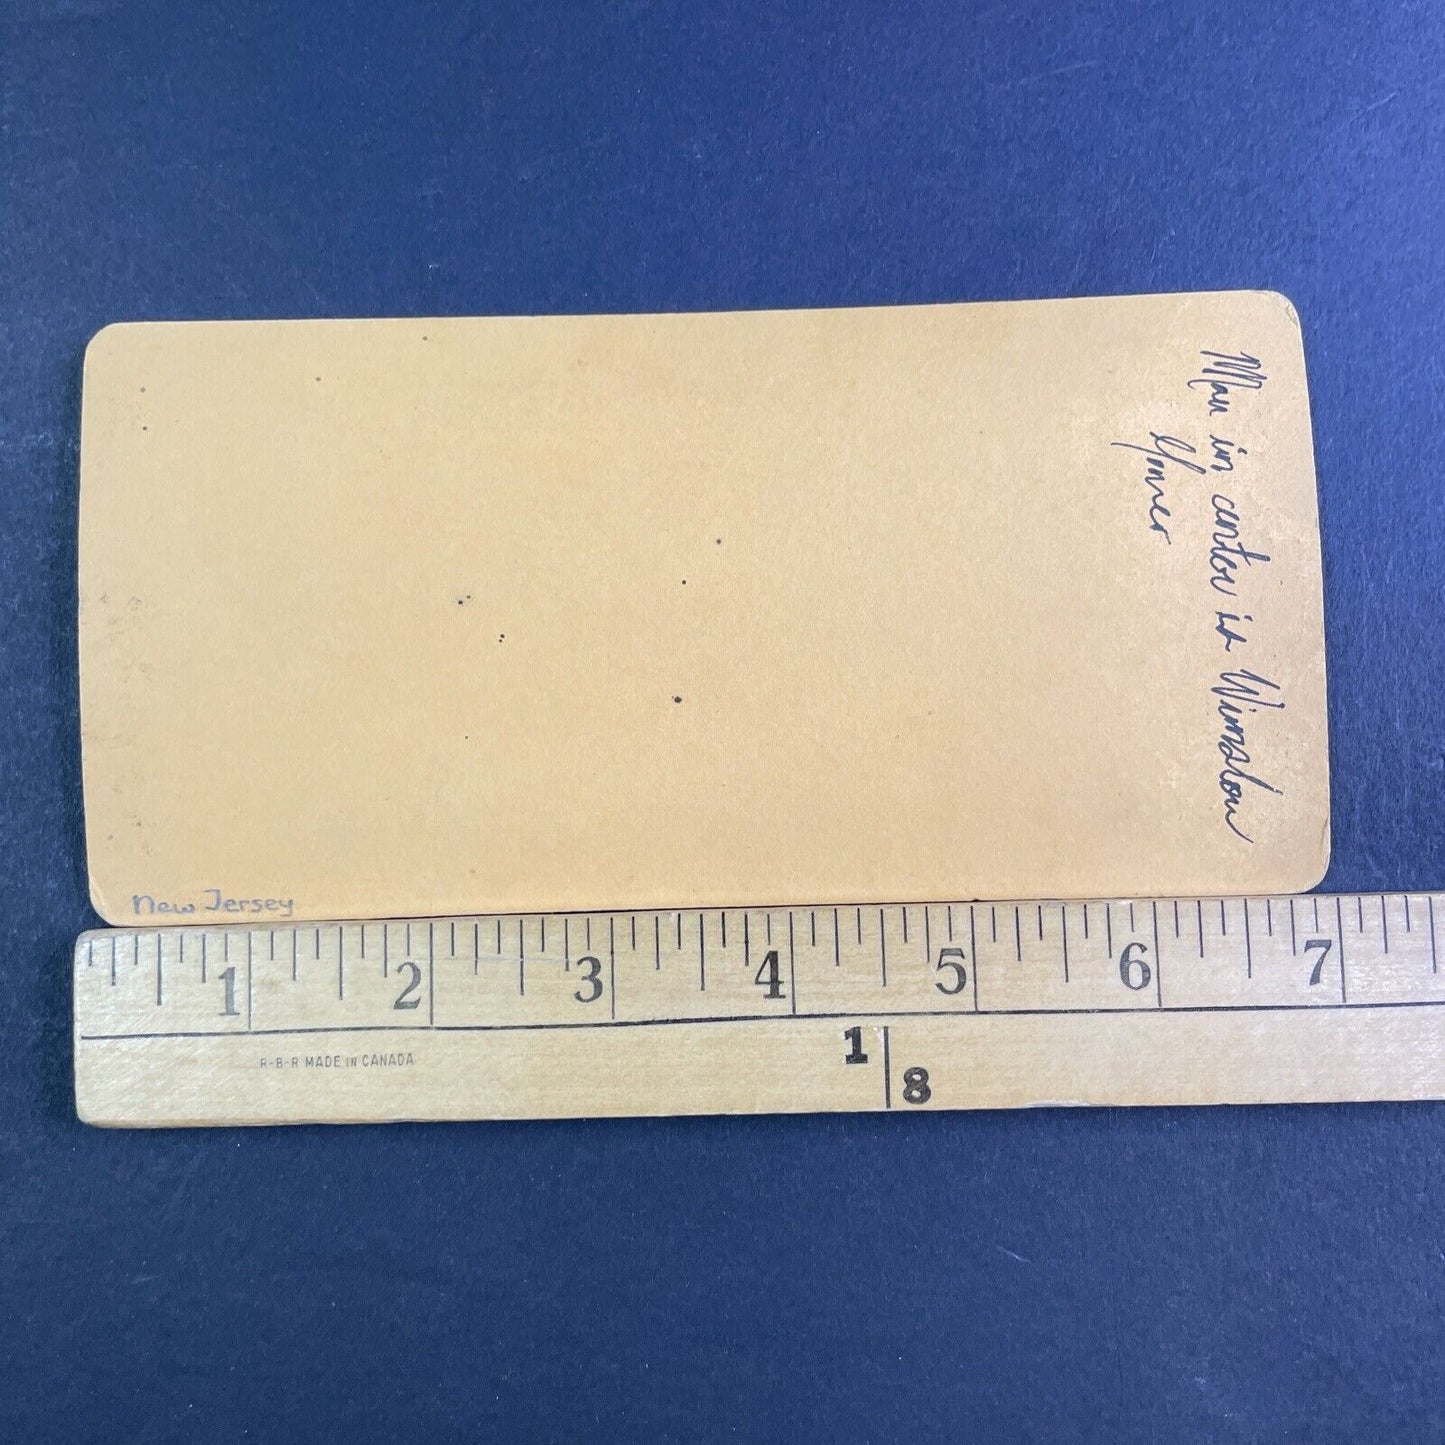 Man in center is Winslow
New Jersey
1 2 3 4 5 6 7
R-B-R MADE IN CANADA
1
8